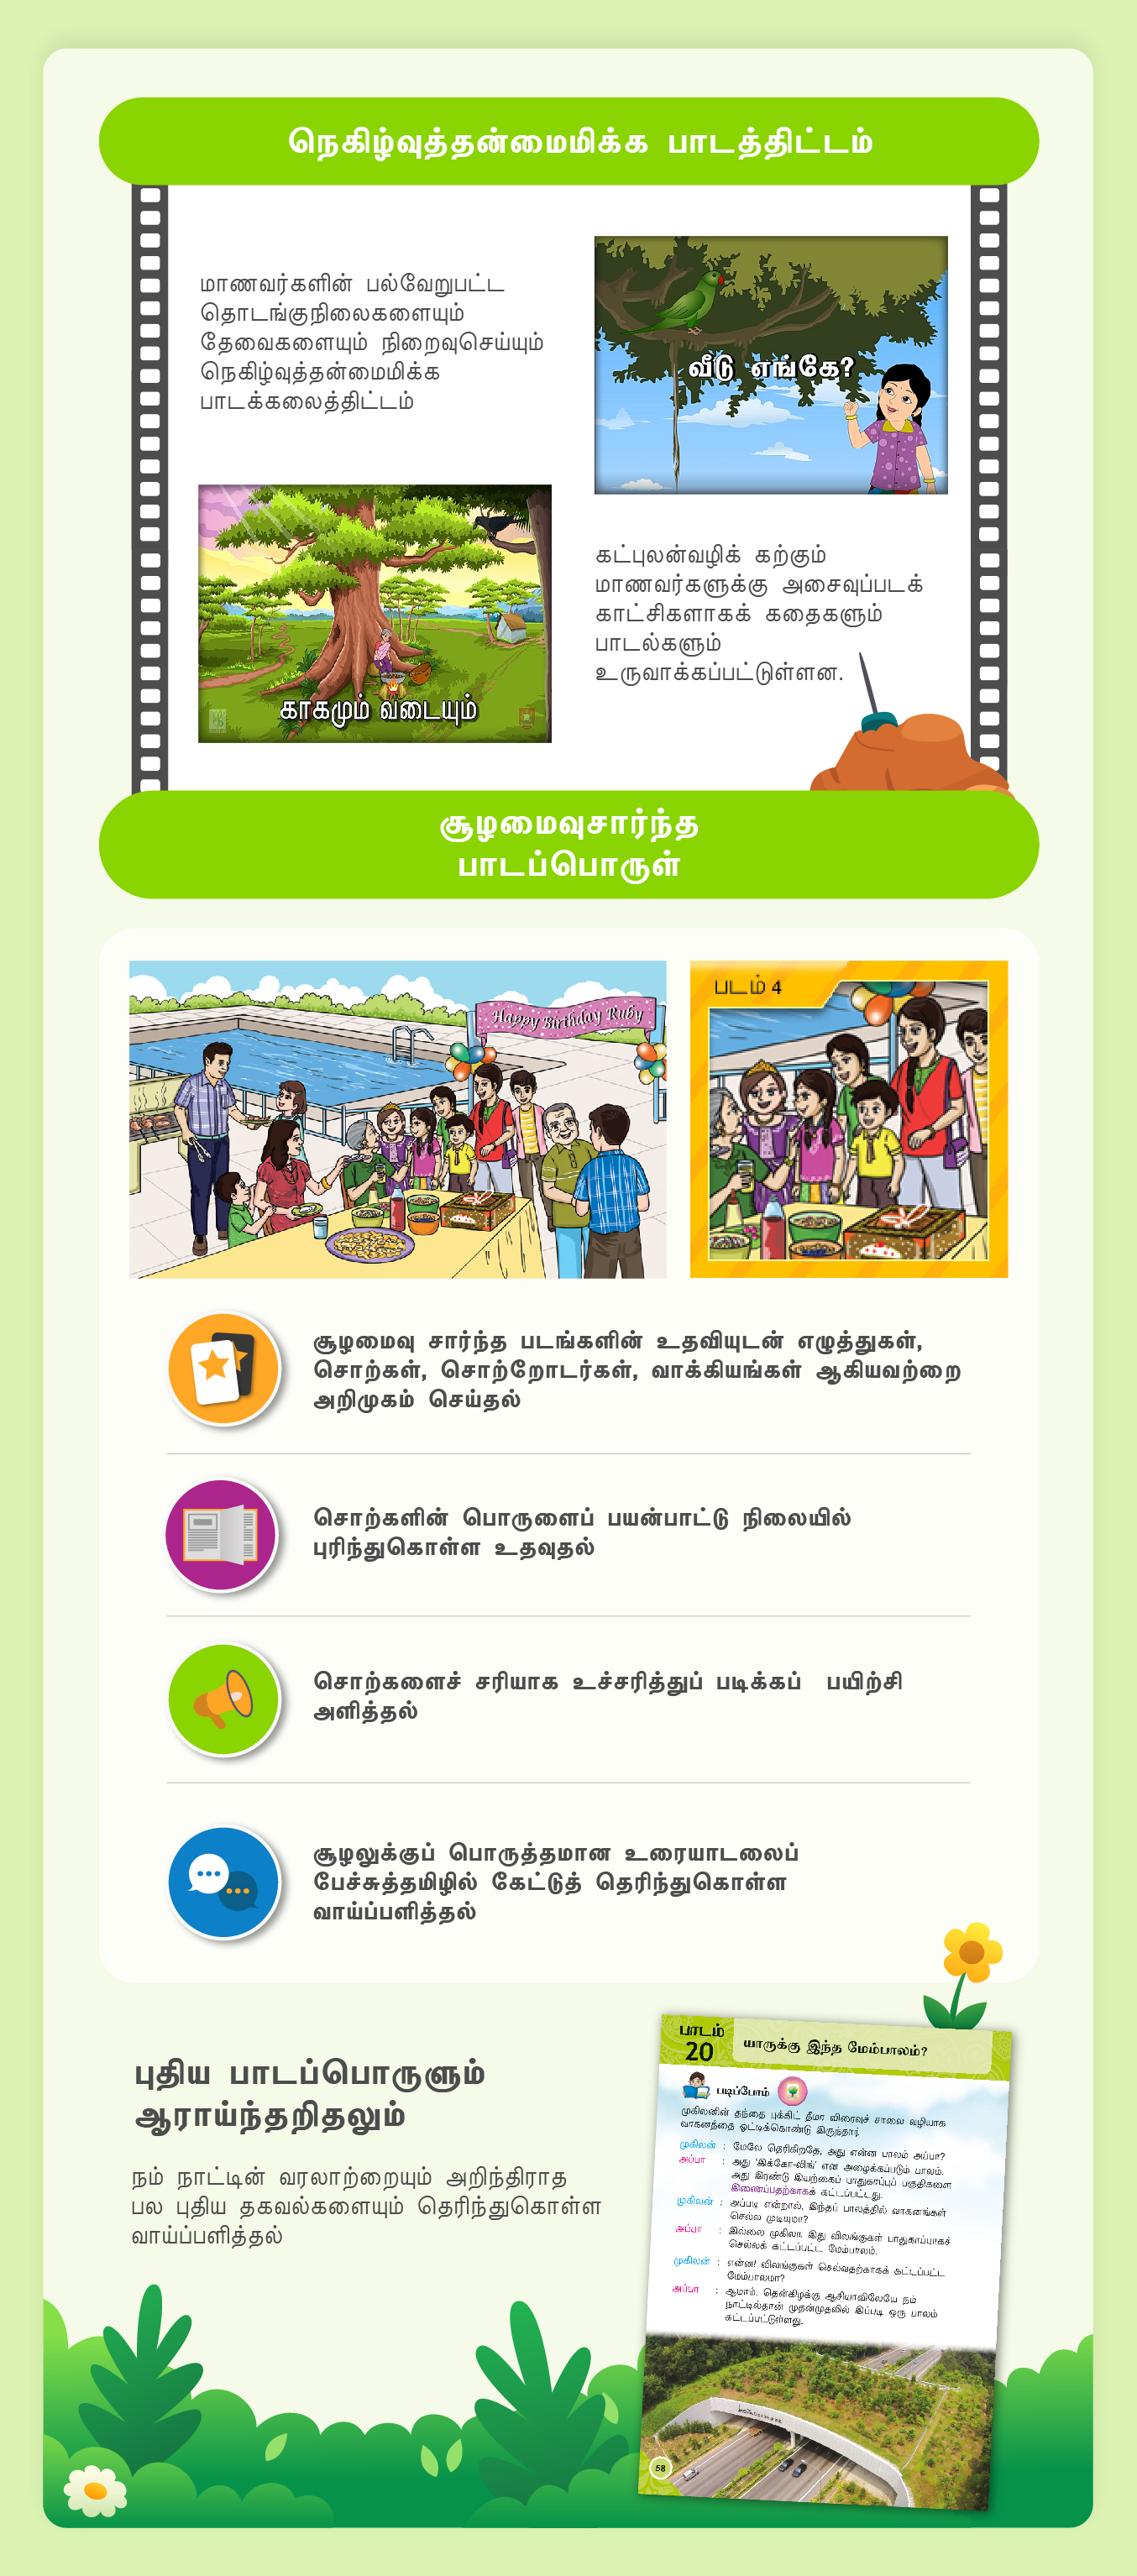 நெகிழ்வுத்தன்மைமிக்க பாடத்திட்டம்
மாணவர்களின் பல்வேறுபட்ட
தொடங்குநிலைகளையும்
தேவைகளையும் நிறைவுசெய்யும்
நெகிழ்வுத்தன்மைமிக்க
பாடக்கலைத்திட்டம்
வீடு எங்கே?
காகமும் வடையும்
கட்புலன்வழிக் கற்கும்
மாணவர்களுக்கு அசைவுப்படக்
காட்சிகளாகக் கதைகளும்
பாடல்களும்
உருவாக்கப்பட்டுள்ளன.
சூழமைவுசார்ந்த
பாடப்பொருள்
Happy Birthday Ruby
படம் 4
சூழமைவு சார்ந்த படங்களின் உதவியுடன் எழுத்துகள்,
சொற்கள், சொற்றோடர்கள், வாக்கியங்கள் ஆகியவற்றை
அறிமுகம் செய்தல்
சொற்களின் பொருளைப் பயன்பாட்டு நிலையில்
புரிந்துகொள்ள உதவுதல்
சொற்களைச் சரியாக உச்சரித்துப் படிக்கப் பயிற்சி
அளித்தல்
சூழலுக்குப் பொருத்தமான உரையாடலைப்
பேச்சுத்தமிழில் கேட்டுத் தெரிந்துகொள்ள
வாய்ப்பளித்தல்
புதிய பாடப்பொருளும்
ஆராய்ந்தறிதலும்
நம் நாட்டின் வரலாற்றையும் அறிந்திராத
பல புதிய தகவல்களையும் தெரிந்துகொள்ள
வாய்ப்பளித்தல்
பாடம்
20
யாருக்கு இந்த மேம்பாலம்?
படிப்போம்
முகிலனின் தந்தை புக்கிட் தீமா விரைவுச் சாலை வழியாக
வாகனத்தை ஓட்டிக்கொண்டு இருந்தார்.
முகிலன் : மேலே தெரிகிறதே, அது என்ன பாலம் அப்பா?
அப்பா : அது 'இக்கோ-லிங்' என அழைக்கப்படும் பாலம்.
அது இரண்டு இயற்கைப் பாதுகாப்புப் பகுதிகளை
இணைப்பதற்காகக் கட்டப்பட்டது.
முகிலன் : அப்படி என்றால், இந்தப் பாலத்தில் வாகனங்கள்
செல்ல முடியுமா?
அப்பா : இல்லை முகிலா. இது விலங்குகள் பாதுகாப்பாகச்
செல்லக் கட்டப்பட்ட மேம்பாலம்.
முகிலன் : என்ன! விலங்குகள் செல்வதற்காகக் கட்டப்பட்ட
மேம்பாலமா?
அப்பா : ஆமாம். தென்கிழக்கு ஆசியாவிலேயே நம்
நாட்டில்தான் முதன்முதலில் இப்படி ஒரு பாலம்
கட்டப்பட்டுள்ளது.
58